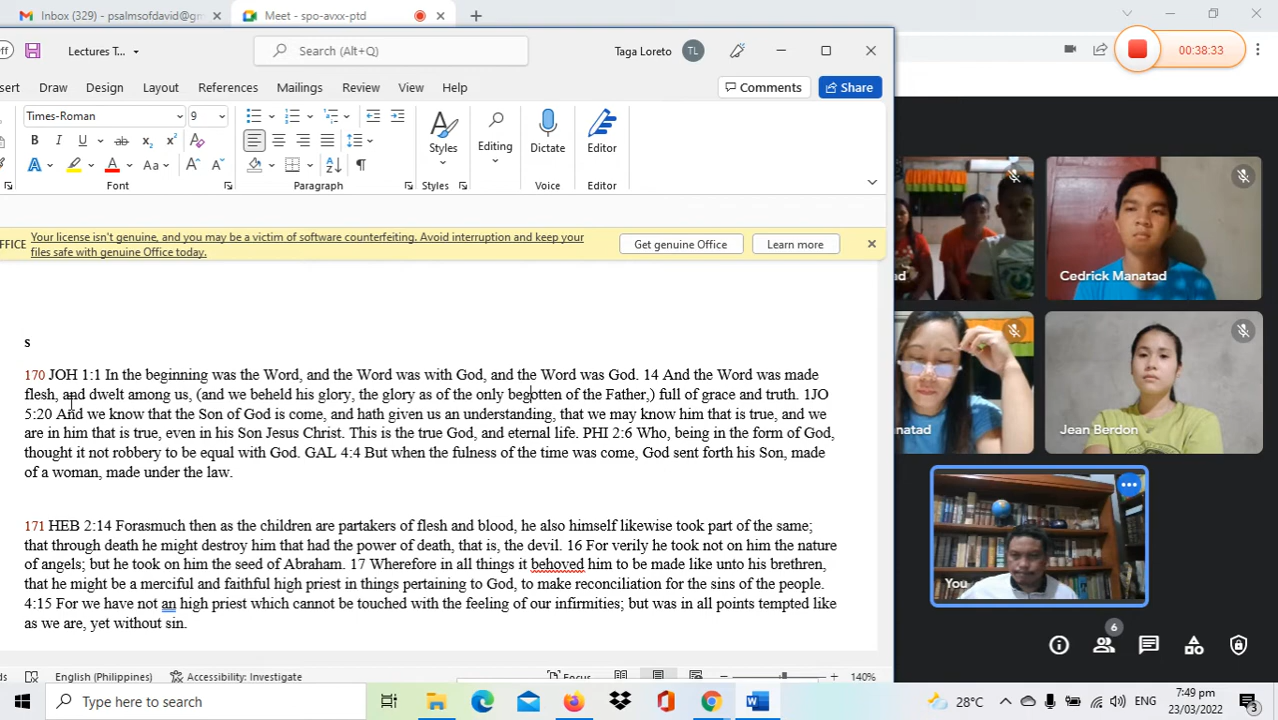 Inbox (329) - psalmsofdavid@gm
Meet - spo-avxx-ptd
00:38:33
Lectures T...
Search (Alt+Q)
Taga Loreto
TL
Draw
Design
Layout
References
Mailings
Review
View
Help
Comments
Share
Times-Roman
9
Styles
Editing
Dictate
Editor
Font
Paragraph
Styles
Voice
Editor
OFFICE
Your license isn't genuine, and you may be a victim of software counterfeiting. Avoid interruption and keep your
files safe with genuine Office today.
Get genuine Office
Learn more
s
170 JOH 1:1 In the beginning was the Word, and the Word was with God, and the Word was God. 14 And the Word was made
flesh, and dwelt among us, (and we beheld his glory, the glory as of the only begotten of the Father,) full of grace and truth. 1JO
5:20 And we know that the Son of God is come, and hath given us an understanding, that we may know him that is true, and we
are in him that is true, even in his Son Jesus Christ. This is the true God, and eternal life. PHI 2:6 Who, being in the form of God,
thought it not robbery to be equal with God. GAL 4:4 But when the fulness of the time was come, God sent forth his Son, made
of a woman, made under the law.
171 HEB 2:14 Forasmuch then as the children are partakers of flesh and blood, he also himself likewise took part of the same;
that through death he might destroy him that had the power of death, that is, the devil. 16 For verily he took not on him the nature
of angels; but he took on him the seed of Abraham. 17 Wherefore in all things it behoved him to be made like unto his brethren,
that he might be a merciful and faithful high priest in things pertaining to God, to make reconciliation for the sins of the people.
4:15 For we have not an high priest which cannot be touched with the feeling of our infirmities; but was in all points tempted like
as we are, yet without sin.
English (Philippines)
Accessibility: Investigate
Focus
140%
Cedrick Manatad
Jean Berdon
You
6
Type here to search
28°C
ENG
7:49 pm
23/03/2022
3